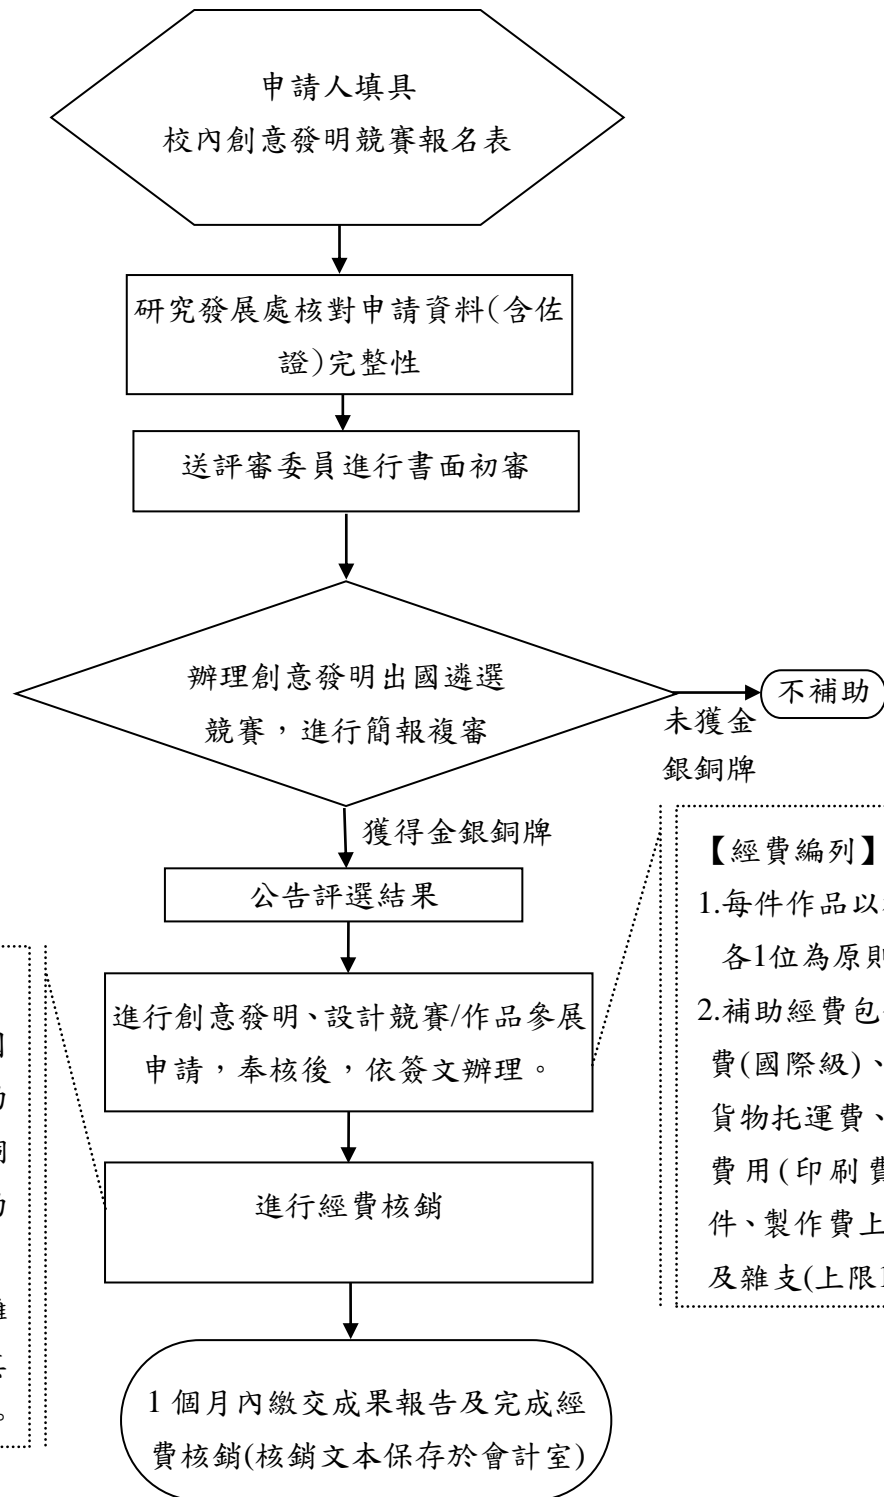 申請人填具
校內創意發明競賽報名表
研究發展處核對申請資料(含佐
證)完整性
送評審委員進行書面初審
辦理創意發明出國遴選
競賽，進行簡報複審
不補助
未獲金
銀銅牌
獲得金銀銅牌
公告評選結果
【經費編列】
1.每件作品以
各1位為原則
2.補助經費包
費(國際級)、
貨物托運費、
費用(印刷費
件、製作費上
及雜支(上限
進行創意發明、設計競賽/作品參展
申請，奉核後，依簽文辦理。
進行經費核銷
。
1 個月內繳交成果報告及完成經
費核銷(核銷文本保存於會計室)